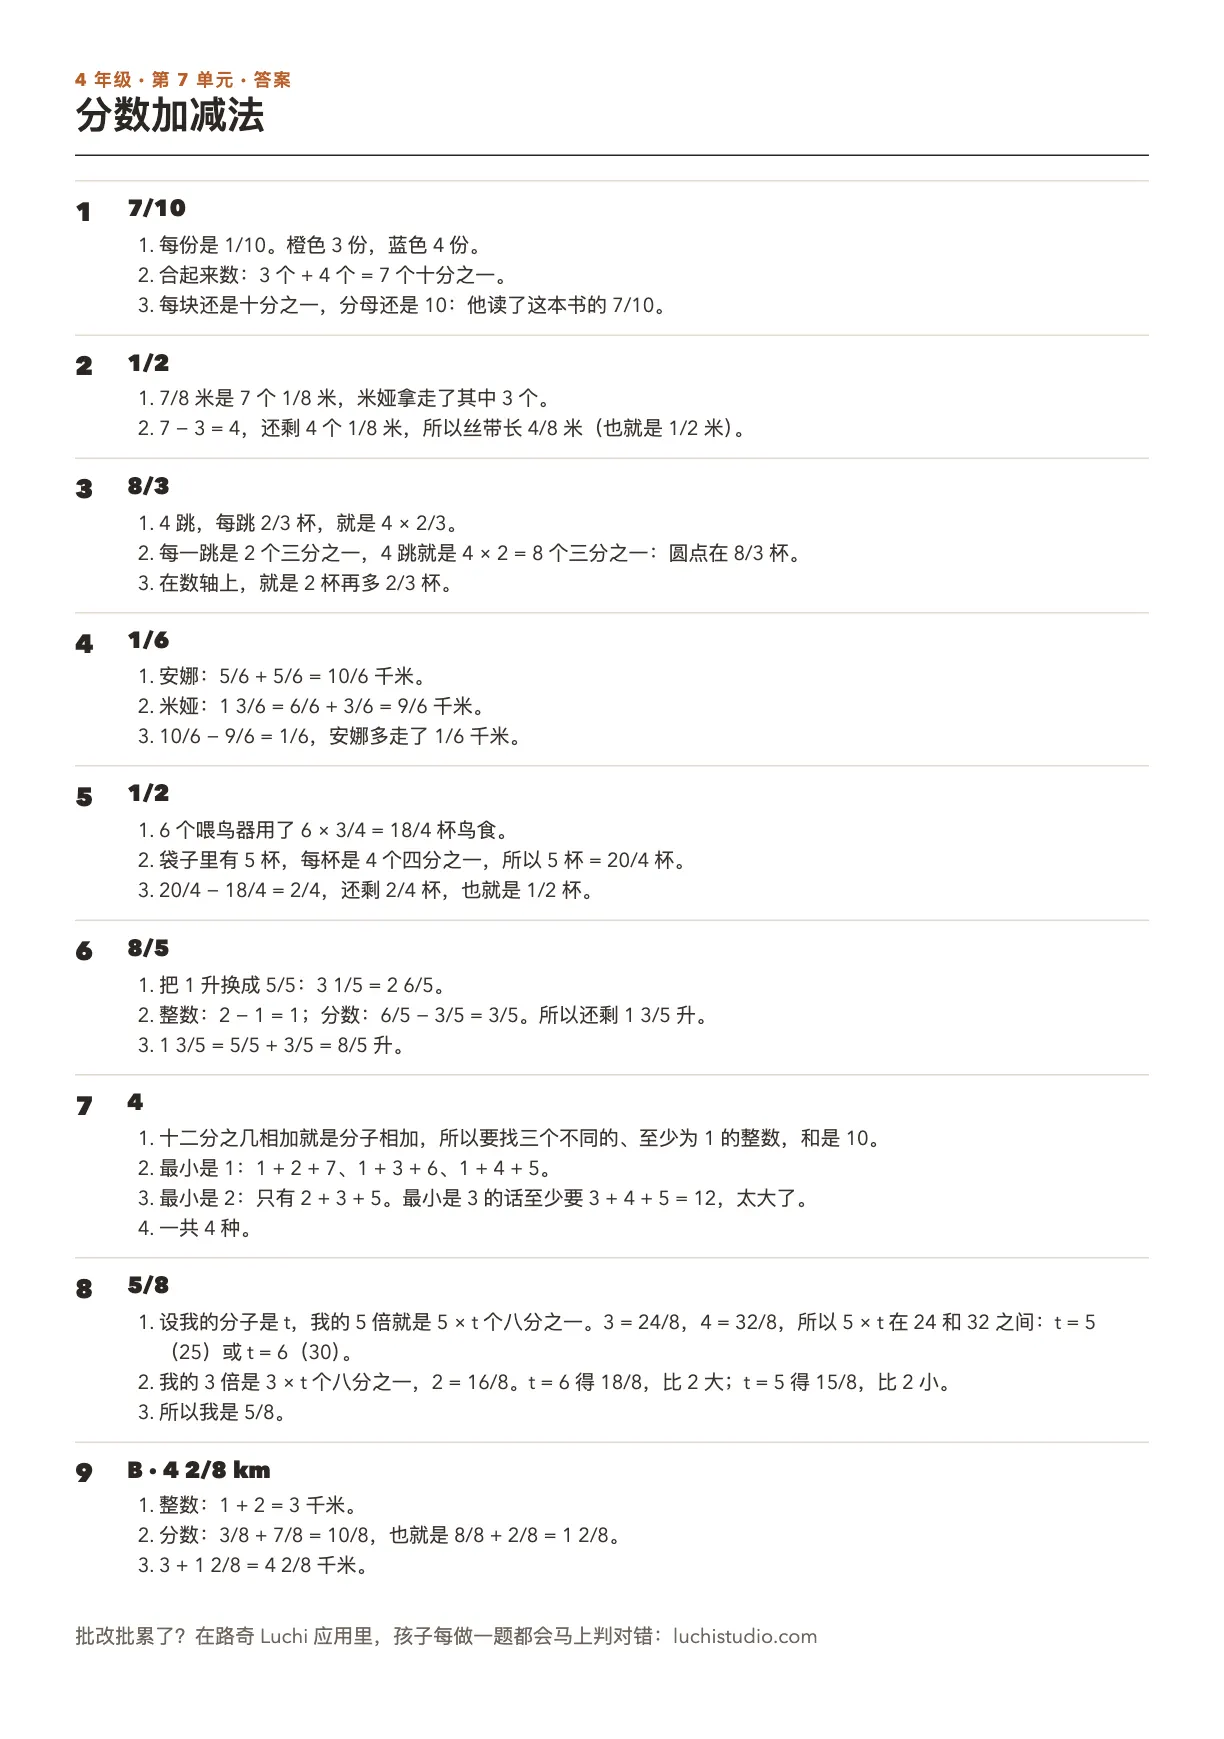 4 年级 · 第 7 单元 · 答案
分数加减法
1 7/10
1. 每份是 1/10。橙色 3 份，蓝色 4 份。
2. 合起来数：3 个 + 4 个 = 7 个十分之一。
3. 每块还是十分之一，分母还是 10：他读了这本书的 7/10。
2 1/2
1. 7/8 米是 7 个 1/8 米，米娅拿走了其中 3 个。
2. 7 − 3 = 4，还剩 4 个 1/8 米，所以丝带长 4/8 米（也就是 1/2 米）。
3 8/3
1. 4 跳，每跳 2/3 杯，就是 4 × 2/3。
2. 每一跳是 2 个三分之一，4 跳就是 4 × 2 = 8 个三分之一：圆点在 8/3 杯。
3. 在数轴上，就是 2 杯再多 2/3 杯。
4 1/6
1. 安娜：5/6 + 5/6 = 10/6 千米。
2. 米娅：1 3/6 = 6/6 + 3/6 = 9/6 千米。
3. 10/6 − 9/6 = 1/6，安娜多走了 1/6 千米。
5 1/2
1. 6 个喂鸟器用了 6 × 3/4 = 18/4 杯鸟食。
2. 袋子里有 5 杯，每杯是 4 个四分之一，所以 5 杯 = 20/4 杯。
3. 20/4 − 18/4 = 2/4，还剩 2/4 杯，也就是 1/2 杯。
6 8/5
1. 把 1 升换成 5/5：3 1/5 = 2 6/5。
2. 整数：2 − 1 = 1；分数：6/5 − 3/5 = 3/5。所以还剩 1 3/5 升。
3. 1 3/5 = 5/5 + 3/5 = 8/5 升。
7 4
1. 十二分之几相加就是分子相加，所以要找三个不同的、至少为 1 的整数，和是 10。
2. 最小是 1：1 + 2 + 7、1 + 3 + 6、1 + 4 + 5。
3. 最小是 2：只有 2 + 3 + 5。最小是 3 的话至少要 3 + 4 + 5 = 12，太大了。
4. 一共 4 种。
8 5/8
1. 设我的分子是 t，我的 5 倍就是 5 × t 个八分之一。3 = 24/8，4 = 32/8，所以 5 × t 在 24 和 32 之间：t = 5
（25）或 t = 6（30）。
2. 我的 3 倍是 3 × t 个八分之一，2 = 16/8。t = 6 得 18/8，比 2 大；t = 5 得 15/8，比 2 小。
3. 所以我是 5/8。
9 B · 4 2/8 km
1. 整数：1 + 2 = 3 千米。
2. 分数：3/8 + 7/8 = 10/8，也就是 8/8 + 2/8 = 1 2/8。
3. 3 + 1 2/8 = 4 2/8 千米。
批改批累了？在路奇 Luchi 应用里，孩子每做一题都会马上判对错：luchistudio.com